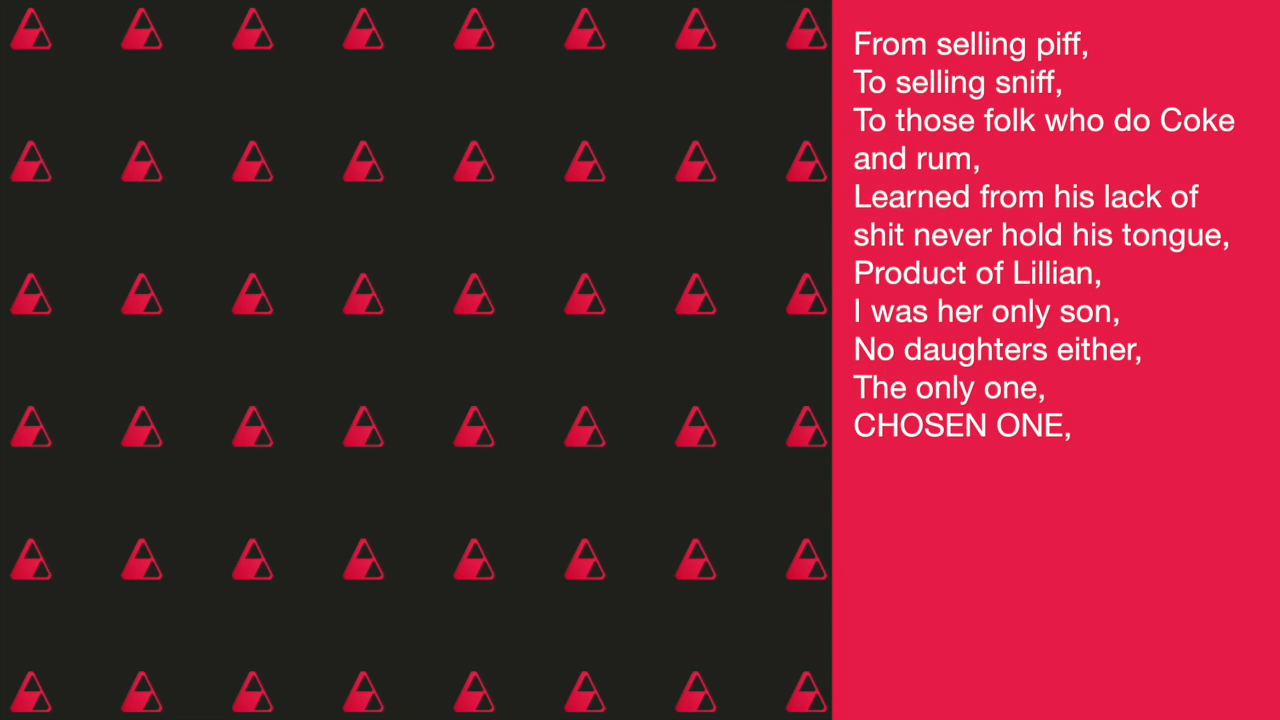 From selling piff,
To selling sniff,
To those folk who do Coke
and rum,
Learned from his lack of
shit never hold his tongue,
Product of Lillian,
I was her only son,
No daughters either,
The only one,
CHOSEN ONE,